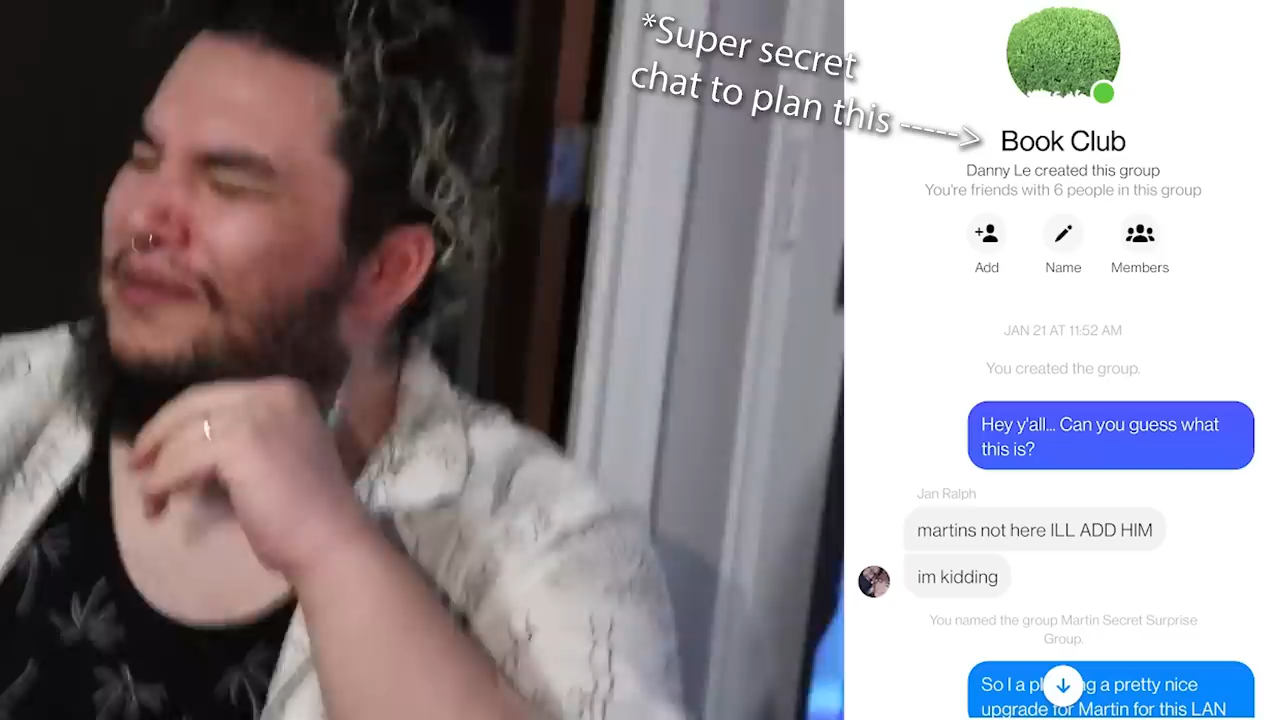 *Super secret
chat to plan this ----->
Book Club
Danny Le created this group
You're friends with 6 people in this group
Add
Name
Members
JAN 21 AT 11:52 AM
You created the group.
Hey y'all... Can you guess what
this is?
Jan Ralph
martins not here ILL ADD HIM
im kidding
You named the group Martin Secret Surprise
Group.
So I a g a pretty nice
upgrade for Martin for this LAN